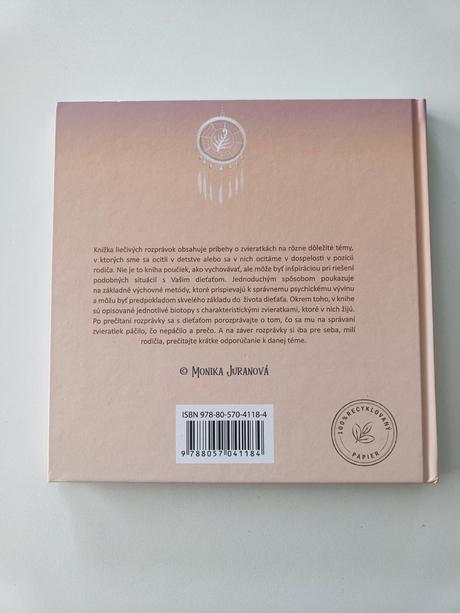 Knižka liečivých rozprávok obsahuje príbehy o zvieratkách na rôzne dôležité témy,
v ktorých sme sa ocitli v detstve alebo sa v nich ocitáme v dospelosti v pozícii
rodiča. Nie je to kniha poučiek, ako vychovávať, ale môže byť inšpiráciou pri riešení
podobných situácií s Vašim dieťaťom. Jednoduchým spôsobom poukazuje
na základné výchovné metódy, ktoré prispievajú k správnemu psychickému vývinu
a môžu byť predpokladom skvelého základu do života dieťaťa. Okrem toho, v knihe
sú opisované jednotlivé biotopy s charakteristickými zvieratkami, ktoré v nich žijú.
Po prečítaní rozprávky sa s dieťaťom porozprávajte o tom, čo sa mu na správaní
zvieratiek páčilo, čo nepáčilo a prečo. A na záver rozprávky si iba pre seba, milí
rodičia, prečítajte krátke odporúčanie k danej téme.
© Monika Juranová
ISBN 978-80-570-4118-4
9 788057 041184
100% RECYKLOVANÝ
PAPIER